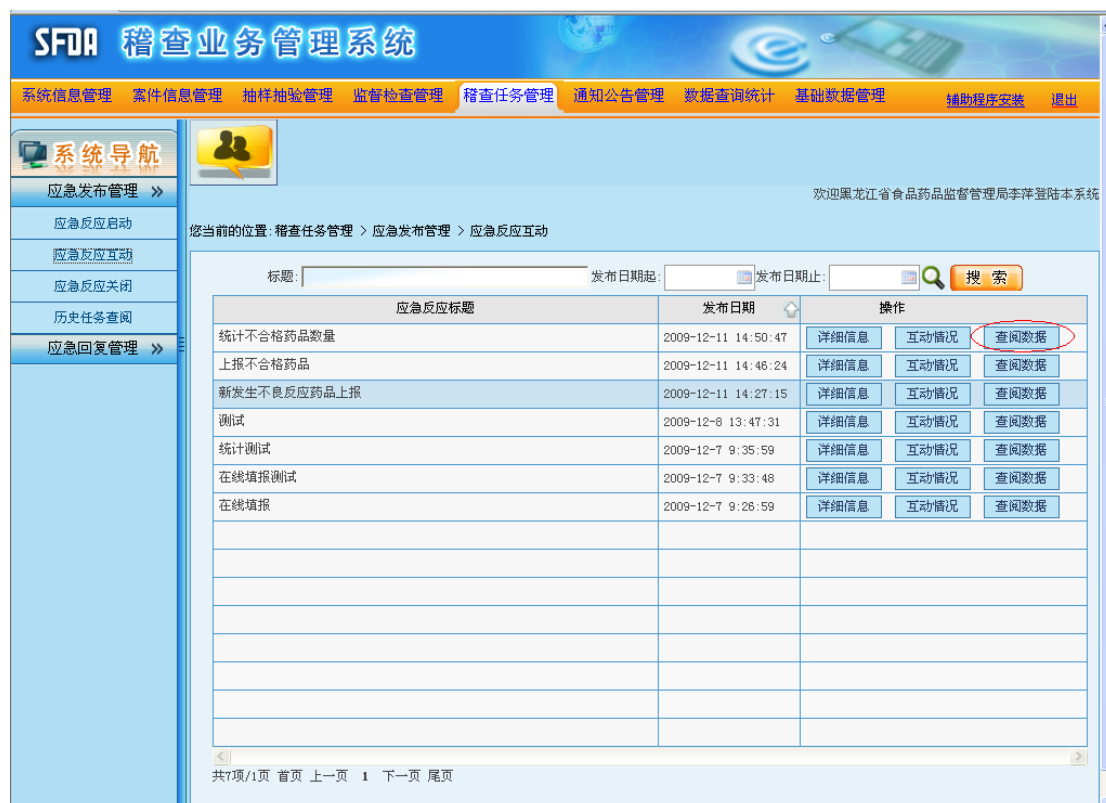 SFDA 稽查业务管理系统
系统信息管理 案件信息管理 抽样抽验管理 监督检查管理 稽查任务管理 通知公告管理 数据查询统计 基础数据管理 辅助程序安装 退出
系统导航
应急发布管理 »
欢迎黑龙江省食品药品监督管理局李萍登陆本系统
应急反应启动
您当前的位置:稽查任务管理 > 应急发布管理 > 应急反应互动
应急反应互动
应急反应关闭
历史任务查阅
应急回复管理 »
标题: 发布日期起: 发布日期止: 搜 索
应急反应标题 发布日期 操作
统计不合格药品数量 2009-12-11 14:50:47 详细信息 互动情况 查阅数据
上报不合格药品 2009-12-11 14:46:24 详细信息 互动情况 查阅数据
新发生不良反应药品上报 2009-12-11 14:27:15 详细信息 互动情况 查阅数据
测试 2009-12-8 13:47:31 详细信息 互动情况 查阅数据
统计测试 2009-12-7 9:35:59 详细信息 互动情况 查阅数据
在线填报测试 2009-12-7 9:33:48 详细信息 互动情况 查阅数据
在线填报 2009-12-7 9:26:59 详细信息 互动情况 查阅数据
共7项/1页 首页 上一页 1 下一页 尾页